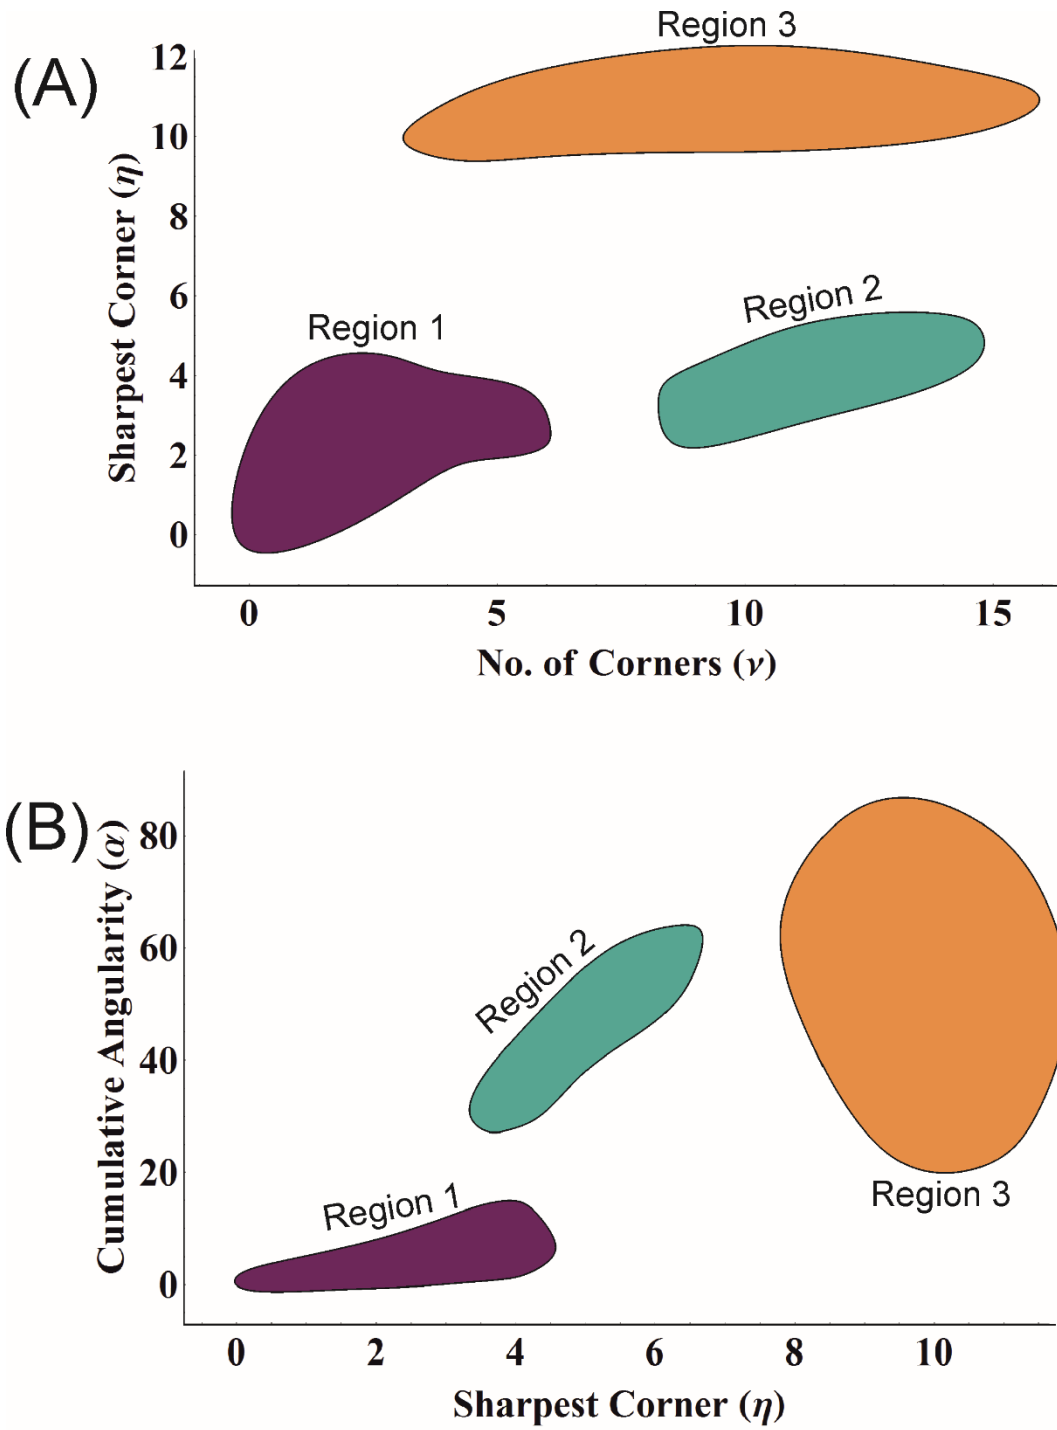 (A)
Region 3
Region 2
Region 1
Sharpest Corner (η)
12
10
8
6
4
2
0
0 5 10 15
No. of Corners (ν)
(B)
Region 2
Region 1
Region 3
Cumulative Angularity (α)
80
60
40
20
0
0 2 4 6 8 10
Sharpest Corner (η)